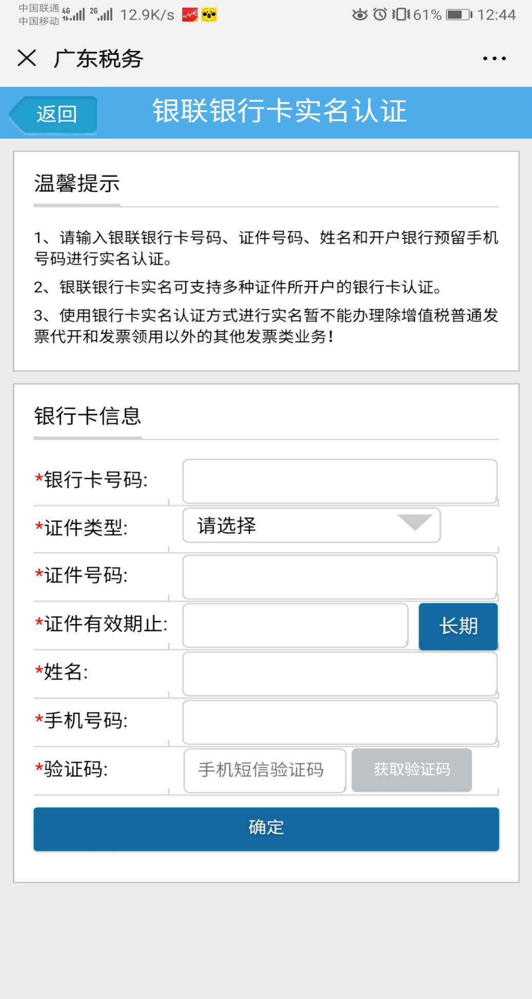 中国联通 4G 2G 12.9K/s 61% 12:44
中国移动
广东税务
返回 银联银行卡实名认证
温馨提示
1、请输入银联银行卡号码、证件号码、姓名和开户银行预留手机
号码进行实名认证。
2、银联银行卡实名可支持多种证件所开户的银行卡认证。
3、使用银行卡实名认证方式进行实名暂不能办理除增值税普通发
票代开和发票领用以外的其他发票类业务！
银行卡信息
*银行卡号码:
*证件类型: 请选择
*证件号码:
*证件有效期止: 长期
*姓名:
*手机号码:
*验证码: 手机短信验证码 获取验证码
确定